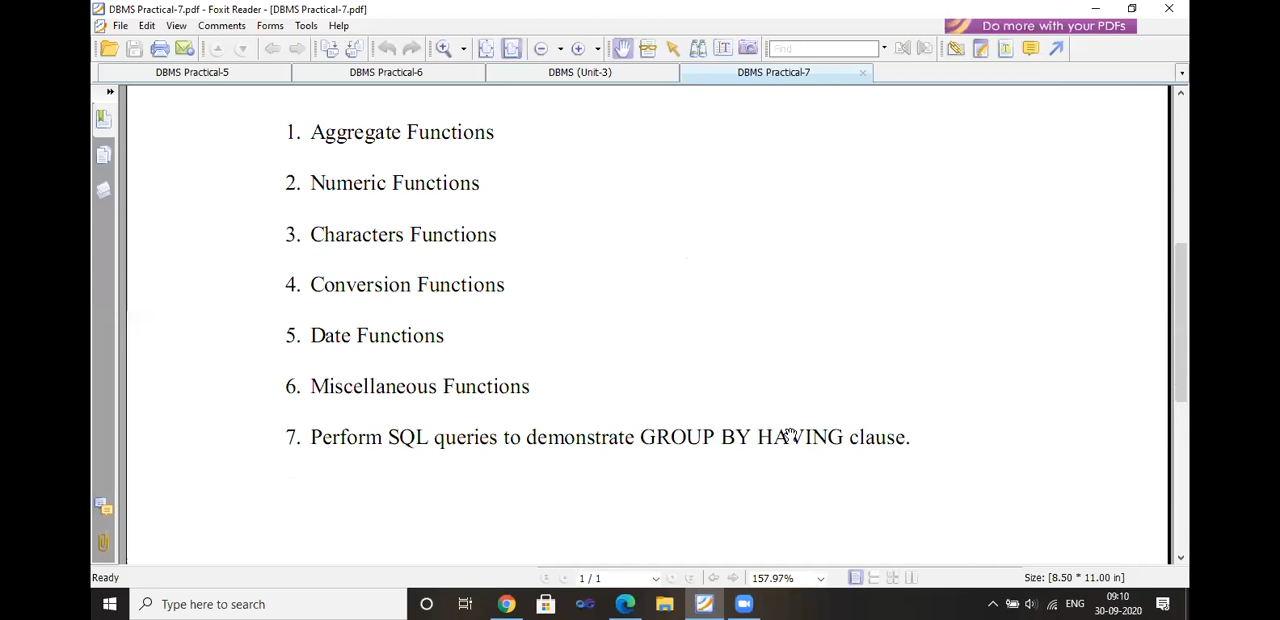 DBMS Practical-7.pdf - Foxit Reader - [DBMS Practical-7.pdf]
File Edit View Comments Forms Tools Help
Do more with your PDFs
Find
DBMS Practical-5 DBMS Practical-6 DBMS (Unit-3) DBMS Practical-7
1. Aggregate Functions
2. Numeric Functions
3. Characters Functions
4. Conversion Functions
5. Date Functions
6. Miscellaneous Functions
7. Perform SQL queries to demonstrate GROUP BY HAVING clause.
Ready 1 / 1 157.97% Size: [8.50 * 11.00 in]
Type here to search ENG 09:10
30-09-2020